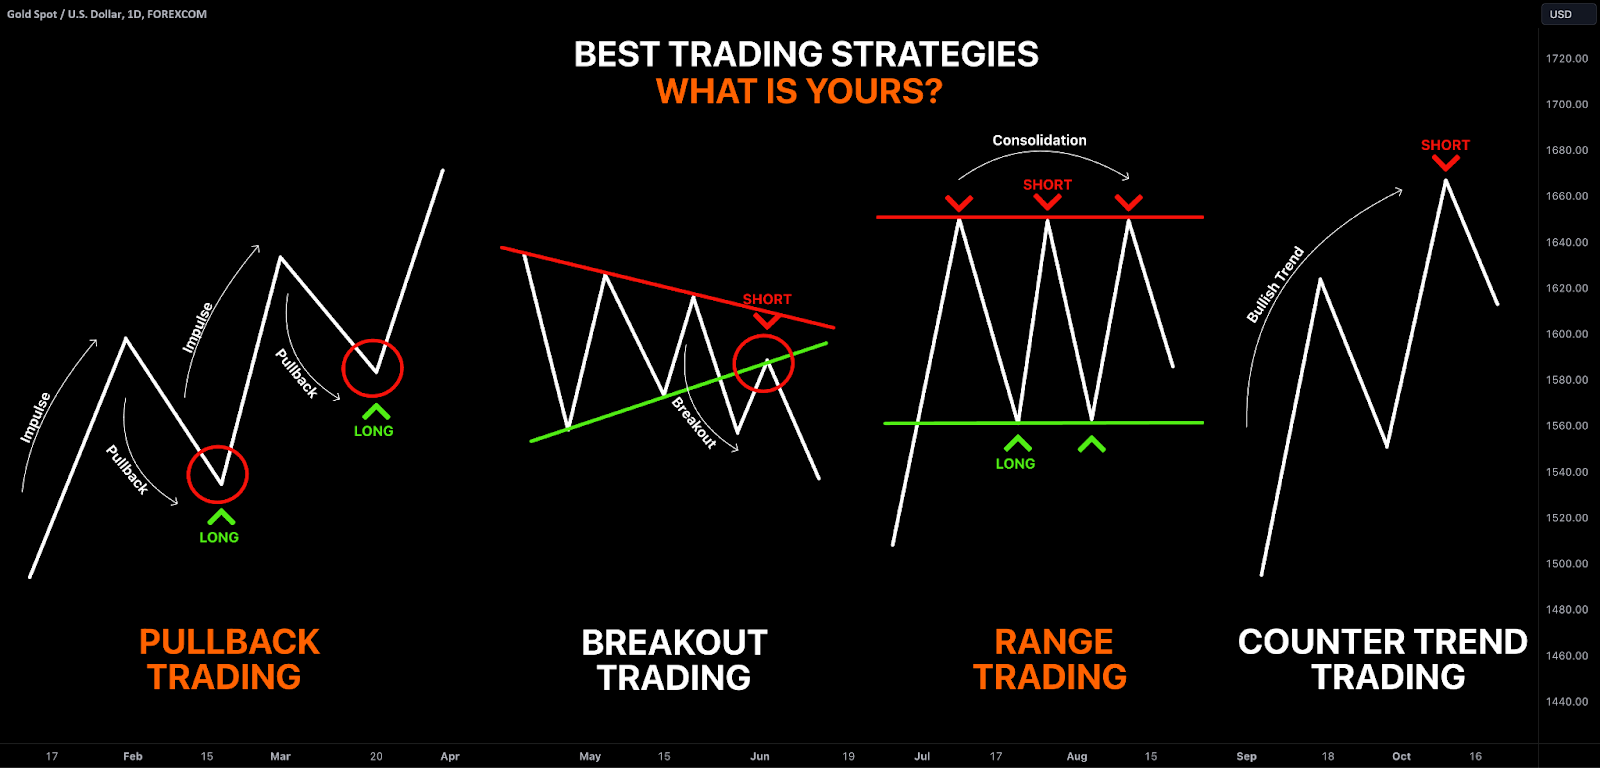 Gold Spot / U.S. Dollar, 1D, FOREXCOM
USD
BEST TRADING STRATEGIES
WHAT IS YOURS?
Impulse
Pullback
LONG
Impulse
Pullback
LONG
SHORT
Breakout
Consolidation
SHORT
LONG
Bullish Trend
SHORT
PULLBACK
TRADING
BREAKOUT
TRADING
RANGE
TRADING
COUNTER TREND
TRADING
1720.00
1700.00
1680.00
1660.00
1640.00
1620.00
1600.00
1580.00
1560.00
1540.00
1520.00
1500.00
1480.00
1460.00
1440.00
17 Feb 15 Mar 20 Apr May 15 Jun 19 Jul 17 Aug 15 Sep 18 Oct 16